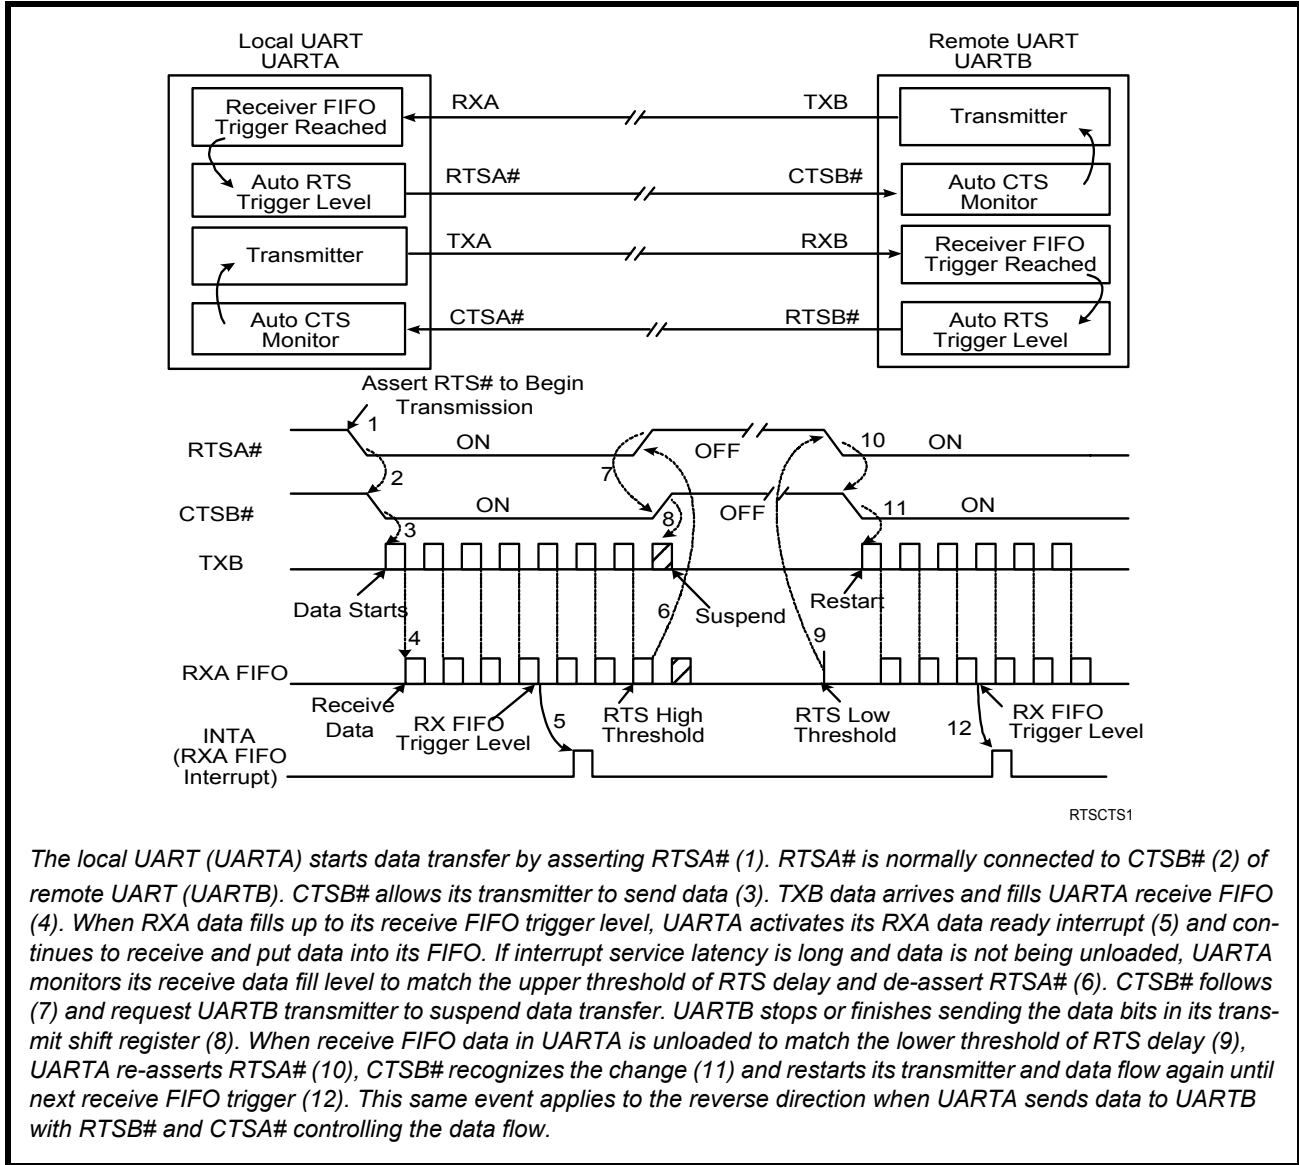 Local UART
UARTA
Remote UART
UARTB
Receiver FIFO
Trigger Reached
RXA
TXB
Transmitter
Auto RTS
Trigger Level
RTSA#
CTSB#
Auto CTS
Monitor
Transmitter
TXA
RXB
Receiver FIFO
Trigger Reached
Auto CTS
Monitor
CTSA#
RTSB#
Auto RTS
Trigger Level
Assert RTS# to Begin
Transmission
1
RTSA#
ON
7
OFF
10
ON
2
CTSB#
ON
8
OFF
11
ON
3
TXB
Data Starts
6
Suspend
Restart
4
9
RXA FIFO
Receive
Data
RX FIFO
Trigger Level
5
RTS High
Threshold
RTS Low
Threshold
12
RX FIFO
Trigger Level
INTA
(RXA FIFO
Interrupt)
RTSCTS1
The local UART (UARTA) starts data transfer by asserting RTSA# (1). RTSA# is normally connected to CTSB# (2) of
remote UART (UARTB). CTSB# allows its transmitter to send data (3). TXB data arrives and fills UARTA receive FIFO
(4). When RXA data fills up to its receive FIFO trigger level, UARTA activates its RXA data ready interrupt (5) and con-
tinues to receive and put data into its FIFO. If interrupt service latency is long and data is not being unloaded, UARTA
monitors its receive data fill level to match the upper threshold of RTS delay and de-assert RTSA# (6). CTSB# follows
(7) and request UARTB transmitter to suspend data transfer. UARTB stops or finishes sending the data bits in its trans-
mit shift register (8). When receive FIFO data in UARTA is unloaded to match the lower threshold of RTS delay (9),
UARTA re-asserts RTSA# (10), CTSB# recognizes the change (11) and restarts its transmitter and data flow again until
next receive FIFO trigger (12). This same event applies to the reverse direction when UARTA sends data to UARTB
with RTSB# and CTSA# controlling the data flow.